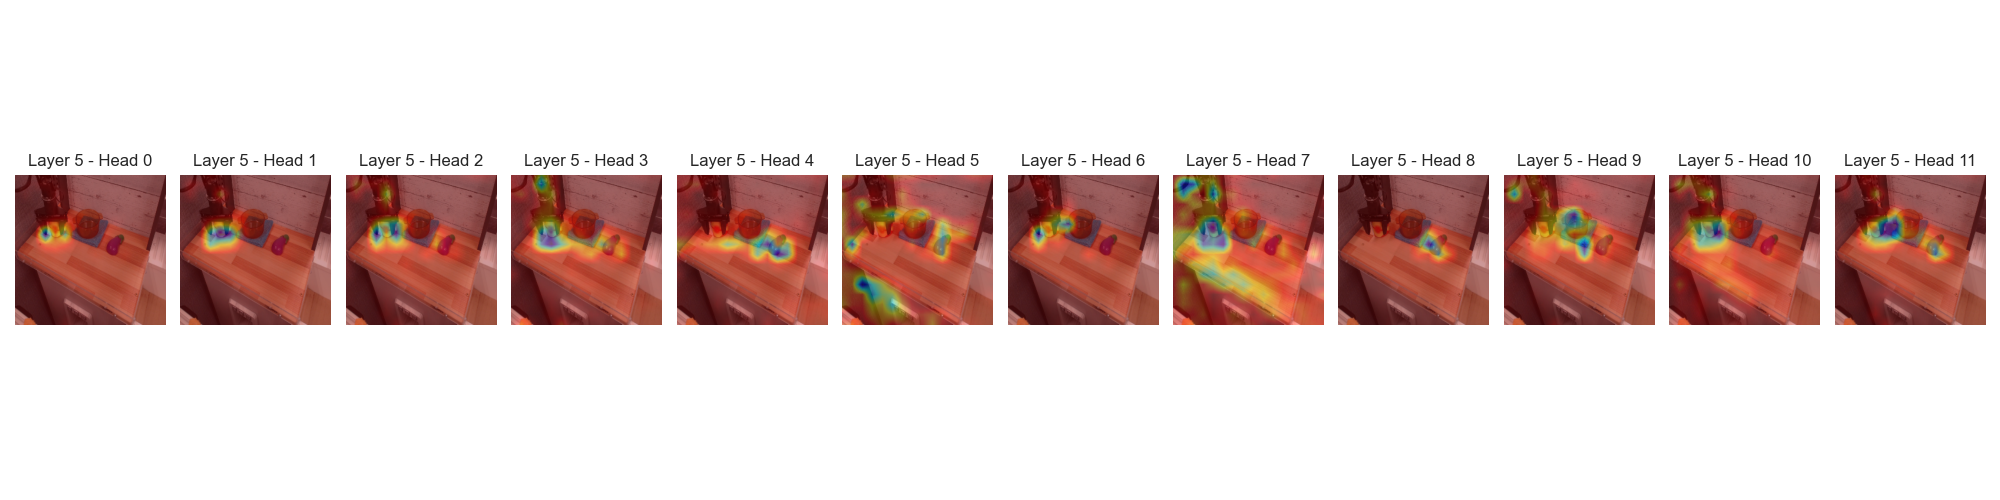 Layer 5 - Head 0
Layer 5 - Head 1
Layer 5 - Head 2
Layer 5 - Head 3
Layer 5 - Head 4
Layer 5 - Head 5
Layer 5 - Head 6
Layer 5 - Head 7
Layer 5 - Head 8
Layer 5 - Head 9
Layer 5 - Head 10
Layer 5 - Head 11